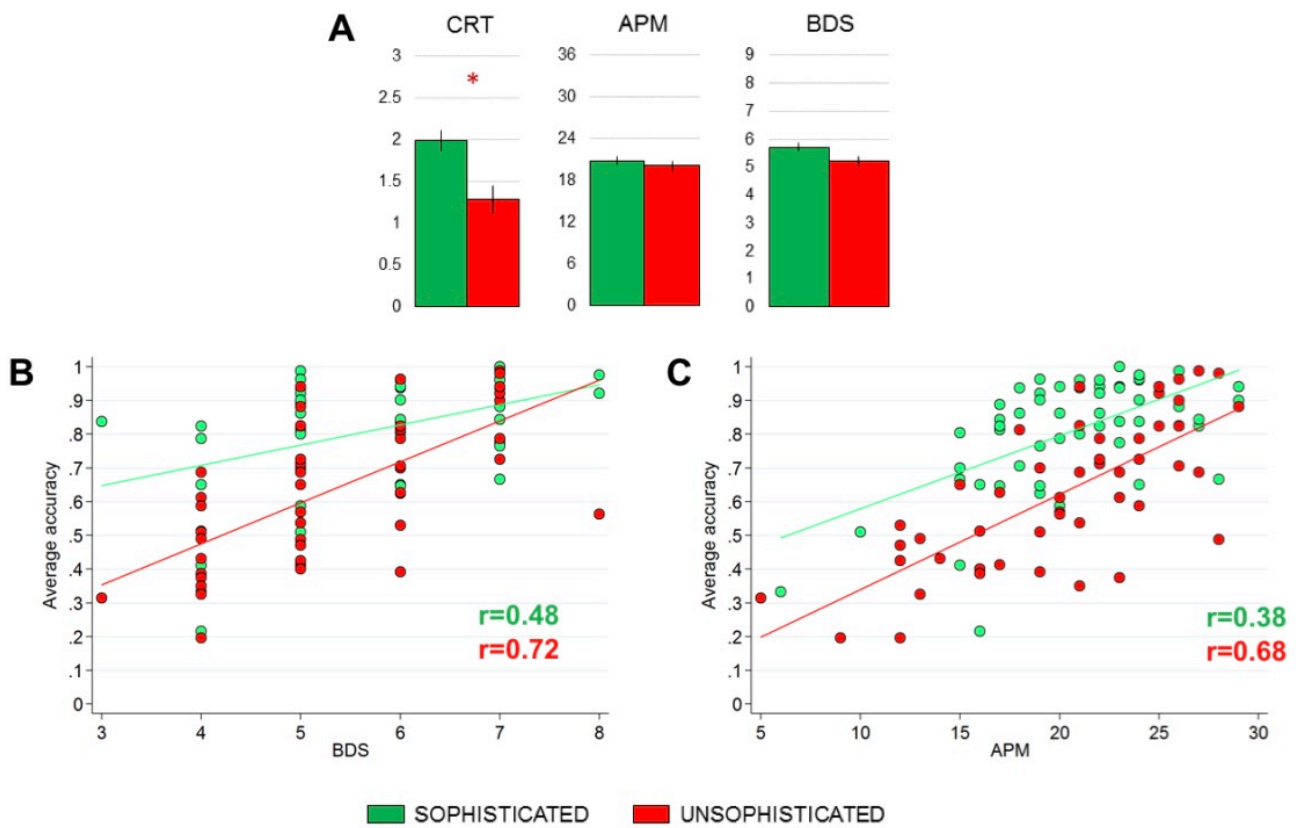 A
CRT
APM
BDS
3
2.5
2
1.5
1
0.5
0
*
36
30
24
18
12
6
0
9
8
7
6
5
4
3
2
1
0
B
Average accuracy
1
.9
.8
.7
.6
.5
.4
.3
.2
.1
0
r=0.48
r=0.72
3 4 5 6 7 8
BDS
C
Average accuracy
1
.9
.8
.7
.6
.5
.4
.3
.2
.1
0
r=0.38
r=0.68
5 10 15 20 25 30
APM
SOPHISTICATED UNSOPHISTICATED